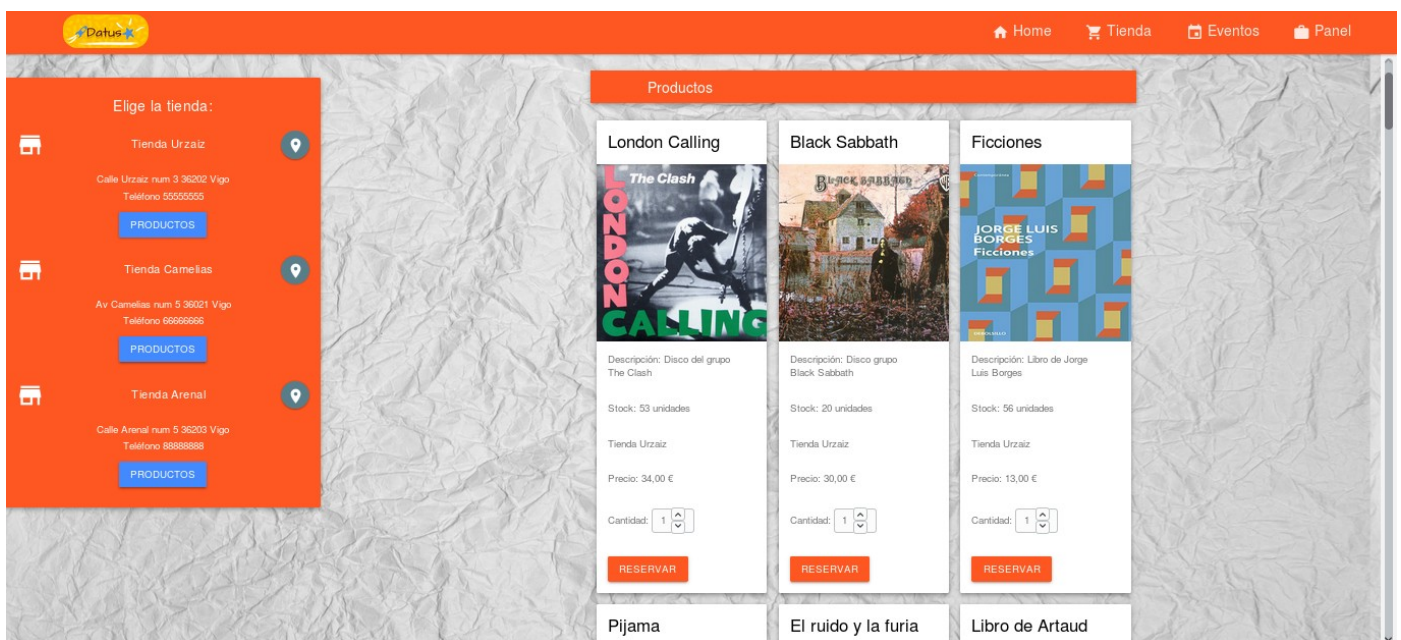 Datus
Home
Tienda
Eventos
Panel
Elige la tienda:
Tienda Urzaiz
Calle Urzaiz num 3 36202 Vigo
Teléfono 55555555
PRODUCTOS
Tienda Camelias
Av Camelias num 5 36021 Vigo
Teléfono 66666666
PRODUCTOS
Tienda Arenal
Calle Arenal num 5 36203 Vigo
Teléfono 88888888
PRODUCTOS
Productos
London Calling
The Clash
LONDON
CALLING
Descripción: Disco del grupo
The Clash
Stock: 53 unidades
Tienda Urzaiz
Precio: 34,00 €
Cantidad: 1
RESERVAR
Black Sabbath
BLACK SABBATH
Descripción: Disco grupo
Black Sabbath
Stock: 20 unidades
Tienda Urzaiz
Precio: 30,00 €
Cantidad: 1
RESERVAR
Ficciones
JORGE LUIS
BORGES
Ficciones
Descripción: Libro de Jorge
Luis Borges
Stock: 56 unidades
Tienda Urzaiz
Precio: 13,00 €
Cantidad: 1
RESERVAR
Pijama
El ruido y la furia
Libro de Artaud